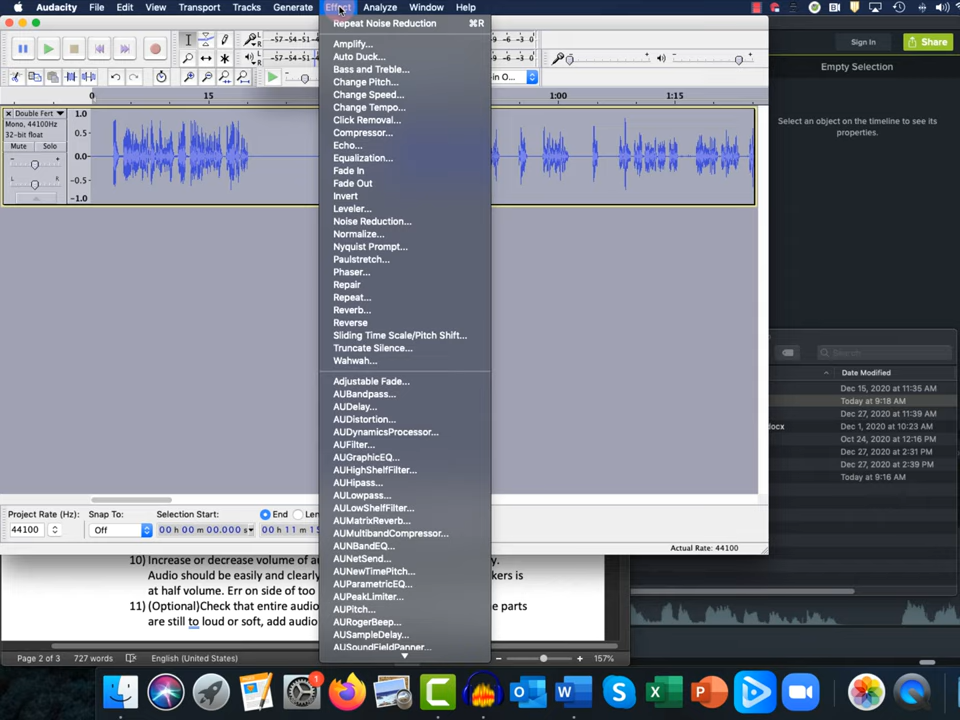 Audacity File Edit View Transport Tracks Generate Effect Analyze Window Help
Repeat Noise Reduction ⌘R
Amplify...
Auto Duck...
Bass and Treble...
Change Pitch...
Change Speed...
Change Tempo...
Click Removal...
Compressor...
Echo...
Equalization...
Fade In
Fade Out
Invert
Leveler...
Noise Reduction...
Normalize...
Nyquist Prompt...
Paulstretch...
Phaser...
Repair
Repeat...
Reverb...
Reverse
Sliding Time Scale/Pitch Shift...
Truncate Silence...
Wahwah...
Adjustable Fade...
AUBandpass...
AUDelay...
AUDistortion...
AUDynamicsProcessor...
AUFilter...
AUGraphicEQ...
AUHighShelfFilter...
AUHipass...
AULowpass...
AULowShelfFilter...
AUMatrixReverb...
AUMultibandCompressor...
AUNBandEQ...
AUNetSend...
AUNewTimePitch...
AUParametricEQ...
AUPeakLimiter...
AUPitch...
AURogerBeep...
AUSampleDelay...
AUSoundFieldPanner...
-57 -54 -51
0 15 1:00 1:15
Double Fert
Mono, 44100Hz
32-bit float
Mute Solo
L R
1.0
0.5
0.0
-0.5
-1.0
Sign In Share
Empty Selection
Select an object on the timeline to see its
properties.
Search
Date Modified
Dec 15, 2020 at 11:35 AM
Today at 9:18 AM
Dec 27, 2020 at 11:39 AM
docx Dec 1, 2020 at 10:23 AM
Oct 24, 2020 at 12:16 PM
Dec 27, 2020 at 2:31 PM
Dec 27, 2020 at 2:39 PM
Today at 9:16 AM
Project Rate (Hz): Snap To: Selection Start: End
44100 Off 00 h 00 m 00.000 s
Actual Rate: 44100
10) Increase or decrease volume of
Audio should be easily and clearly
at half volume. Err on side of too
11) (Optional)Check that entire audio
are still to loud or soft, add audio
Page 2 of 3 727 words English (United States) 157%
1